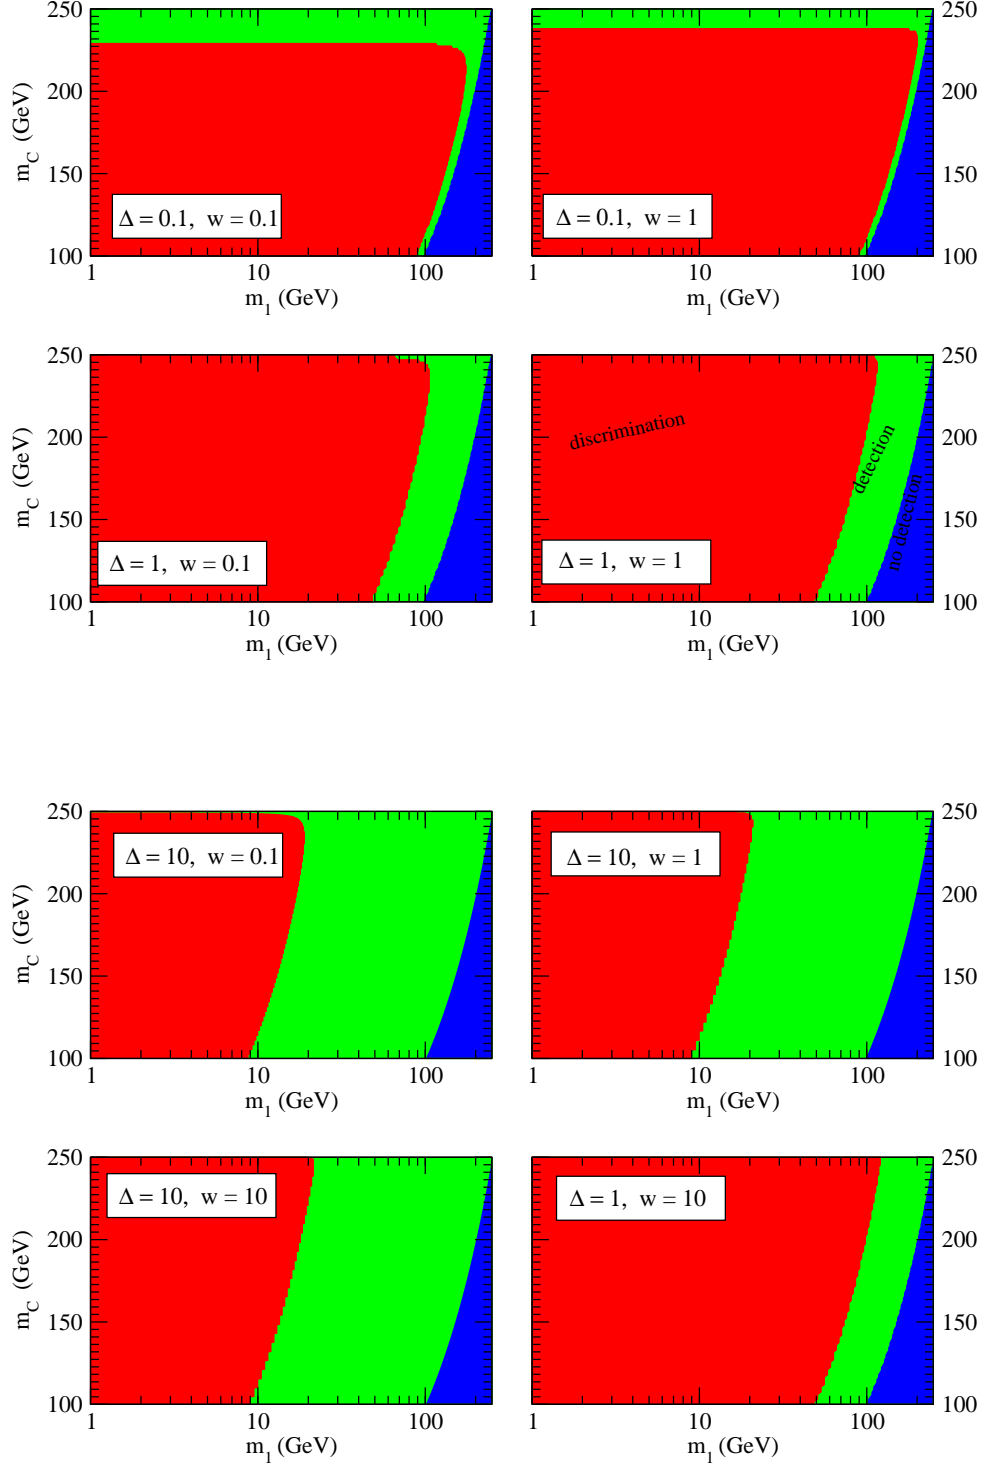 250
200
150
100
m_C (GeV)
Δ = 0.1, w = 0.1
1
10
100
m_1 (GeV)
250
200
150
100
Δ = 0.1, w = 1
1
10
100
m_1 (GeV)
250
200
150
100
m_C (GeV)
Δ = 1, w = 0.1
1
10
100
m_1 (GeV)
250
200
150
100
discrimination
detection
no detection
Δ = 1, w = 1
1
10
100
m_1 (GeV)
250
200
150
100
m_C (GeV)
Δ = 10, w = 0.1
1
10
100
m_1 (GeV)
250
200
150
100
Δ = 10, w = 1
1
10
100
m_1 (GeV)
250
200
150
100
m_C (GeV)
Δ = 10, w = 10
1
10
100
m_1 (GeV)
250
200
150
100
Δ = 1, w = 10
1
10
100
m_1 (GeV)